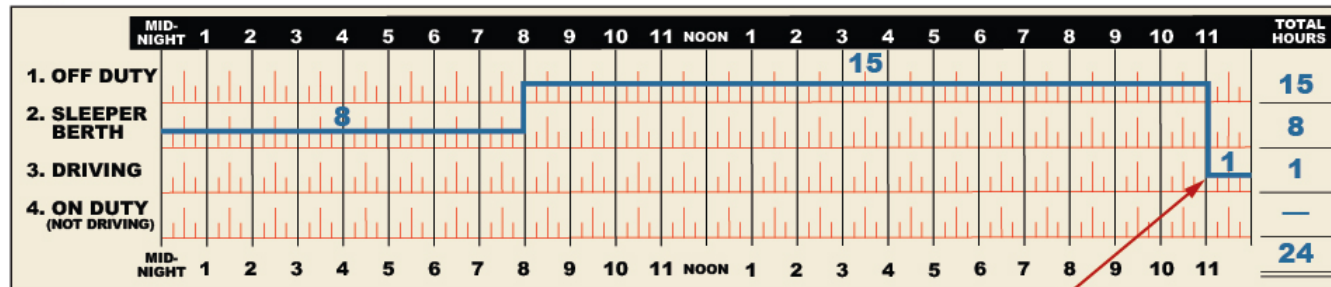 MID-NIGHT 1 2 3 4 5 6 7 8 9 10 11 NOON 1 2 3 4 5 6 7 8 9 10 11 TOTAL HOURS
1. OFF DUTY 15 15
2. SLEEPER BERTH 8 8
3. DRIVING 1 1
4. ON DUTY (NOT DRIVING) —
MID-NIGHT 1 2 3 4 5 6 7 8 9 10 11 NOON 1 2 3 4 5 6 7 8 9 10 11 24